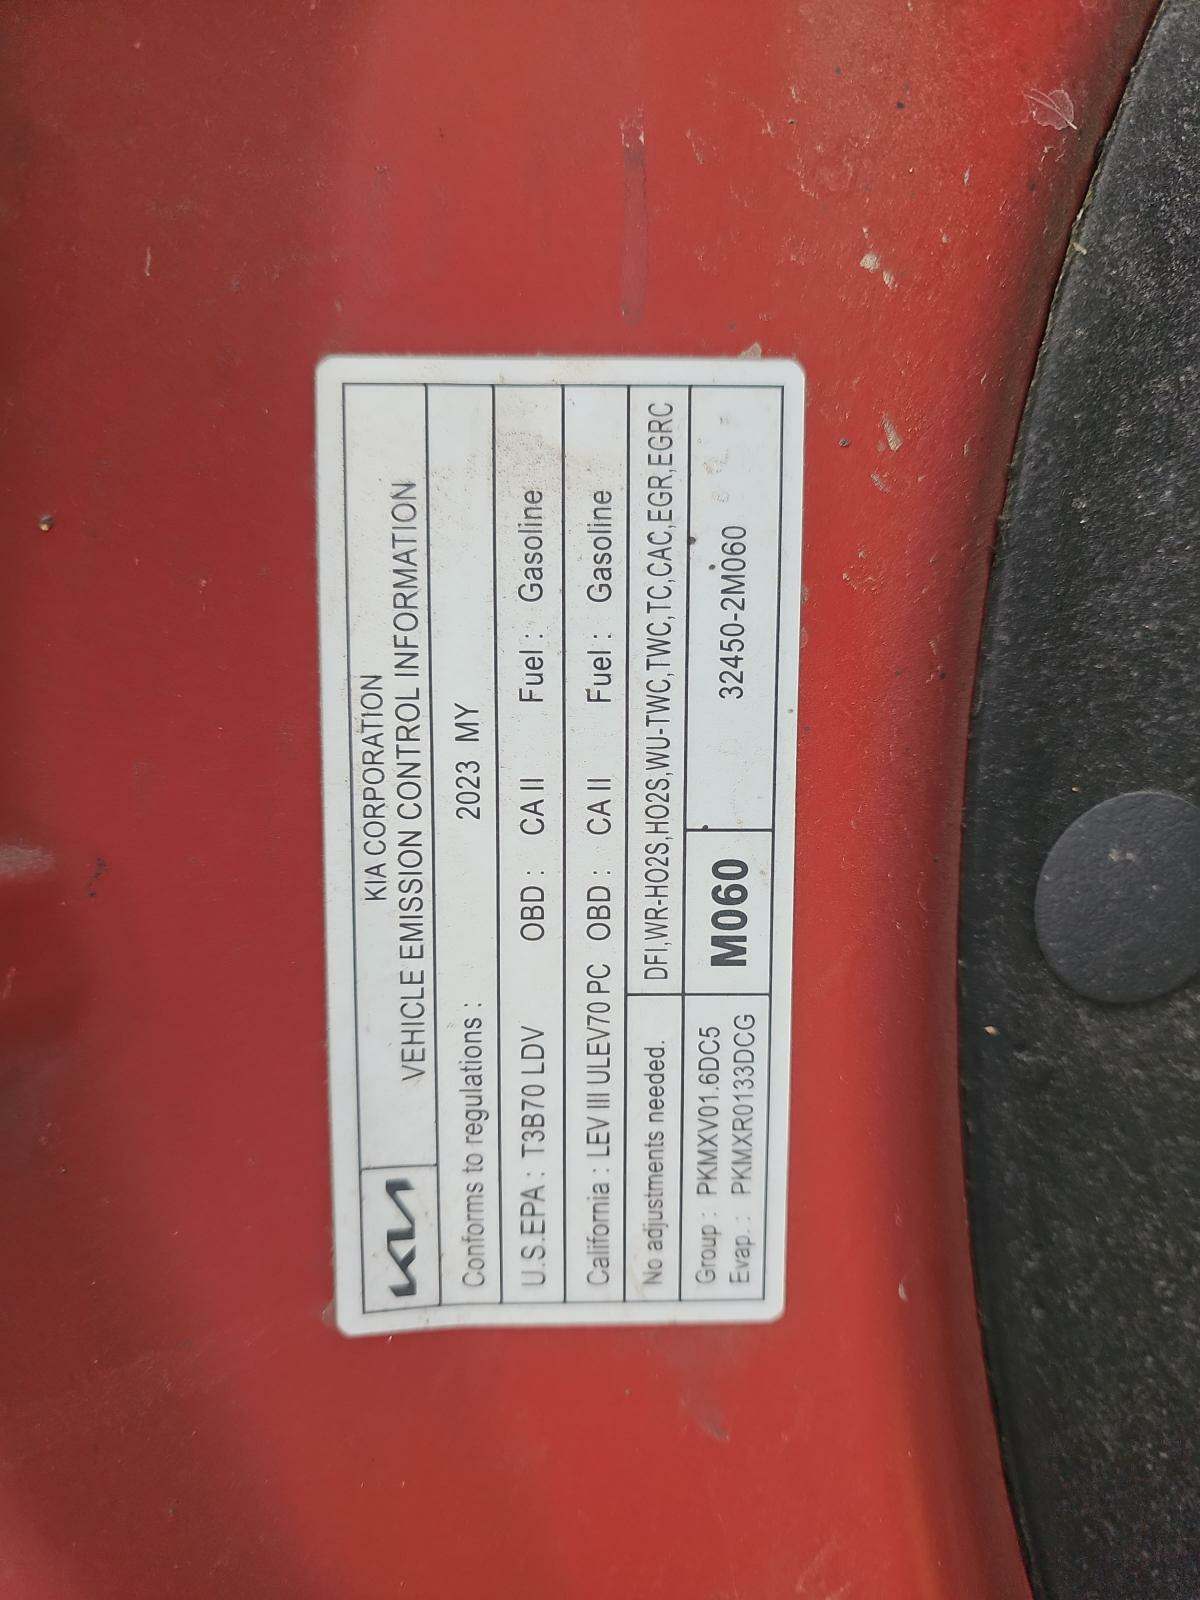 KIA CORPORATION
KIA VEHICLE EMISSION CONTROL INFORMATION
Conforms to regulations : 2023 MY
U.S.EPA : T3B70 LDV OBD : CA II Fuel : Gasoline
California : LEV III ULEV70 PC OBD : CA II Fuel : Gasoline
No adjustments needed. DFI,WR-HO2S,HO2S,WU-TWC,TWC,TC,CAC,EGR,EGRC
Group : PKMXV01.6DC5
Evap. : PKMXR0133DCG
M060
32450-2M060